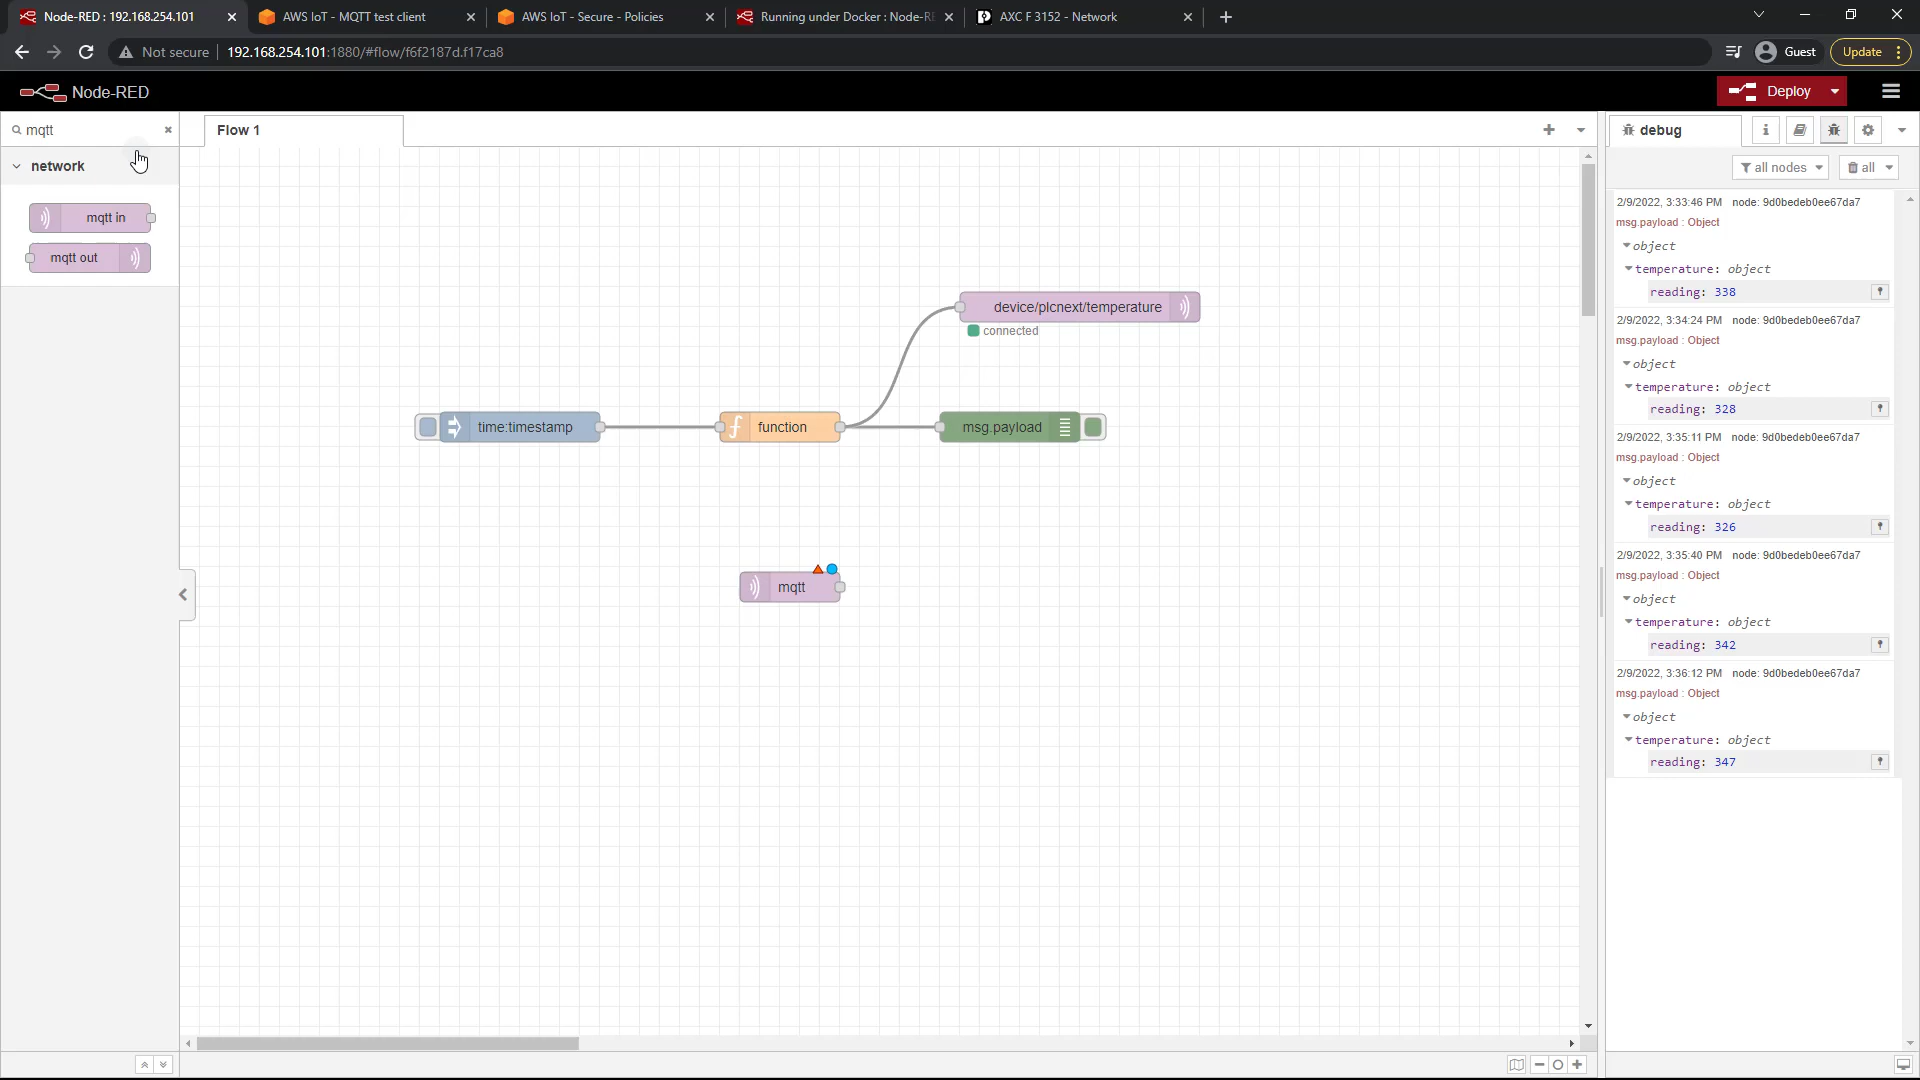 Node-RED : 192.168.254.101
AWS IoT - MQTT test client
AWS IoT - Secure - Policies
Running under Docker : Node-RE
AXC F 3152 - Network
Not secure
192.168.254.101:1880/#flow/f6f2187d.f17ca8
Guest
Update
Node-RED
Deploy
mqtt
Flow 1
debug
i
network
all nodes
all
mqtt in
mqtt out
device/plcnext/temperature
connected
time:timestamp
function
msg.payload
mqtt
2/9/2022, 3:33:46 PM node: 9d0bedeb0ee67da7
msg.payload : Object
object
temperature: object
reading: 338
2/9/2022, 3:34:24 PM node: 9d0bedeb0ee67da7
msg.payload : Object
object
temperature: object
reading: 328
2/9/2022, 3:35:11 PM node: 9d0bedeb0ee67da7
msg.payload : Object
object
temperature: object
reading: 326
2/9/2022, 3:35:40 PM node: 9d0bedeb0ee67da7
msg.payload : Object
object
temperature: object
reading: 342
2/9/2022, 3:36:12 PM node: 9d0bedeb0ee67da7
msg.payload : Object
object
temperature: object
reading: 347